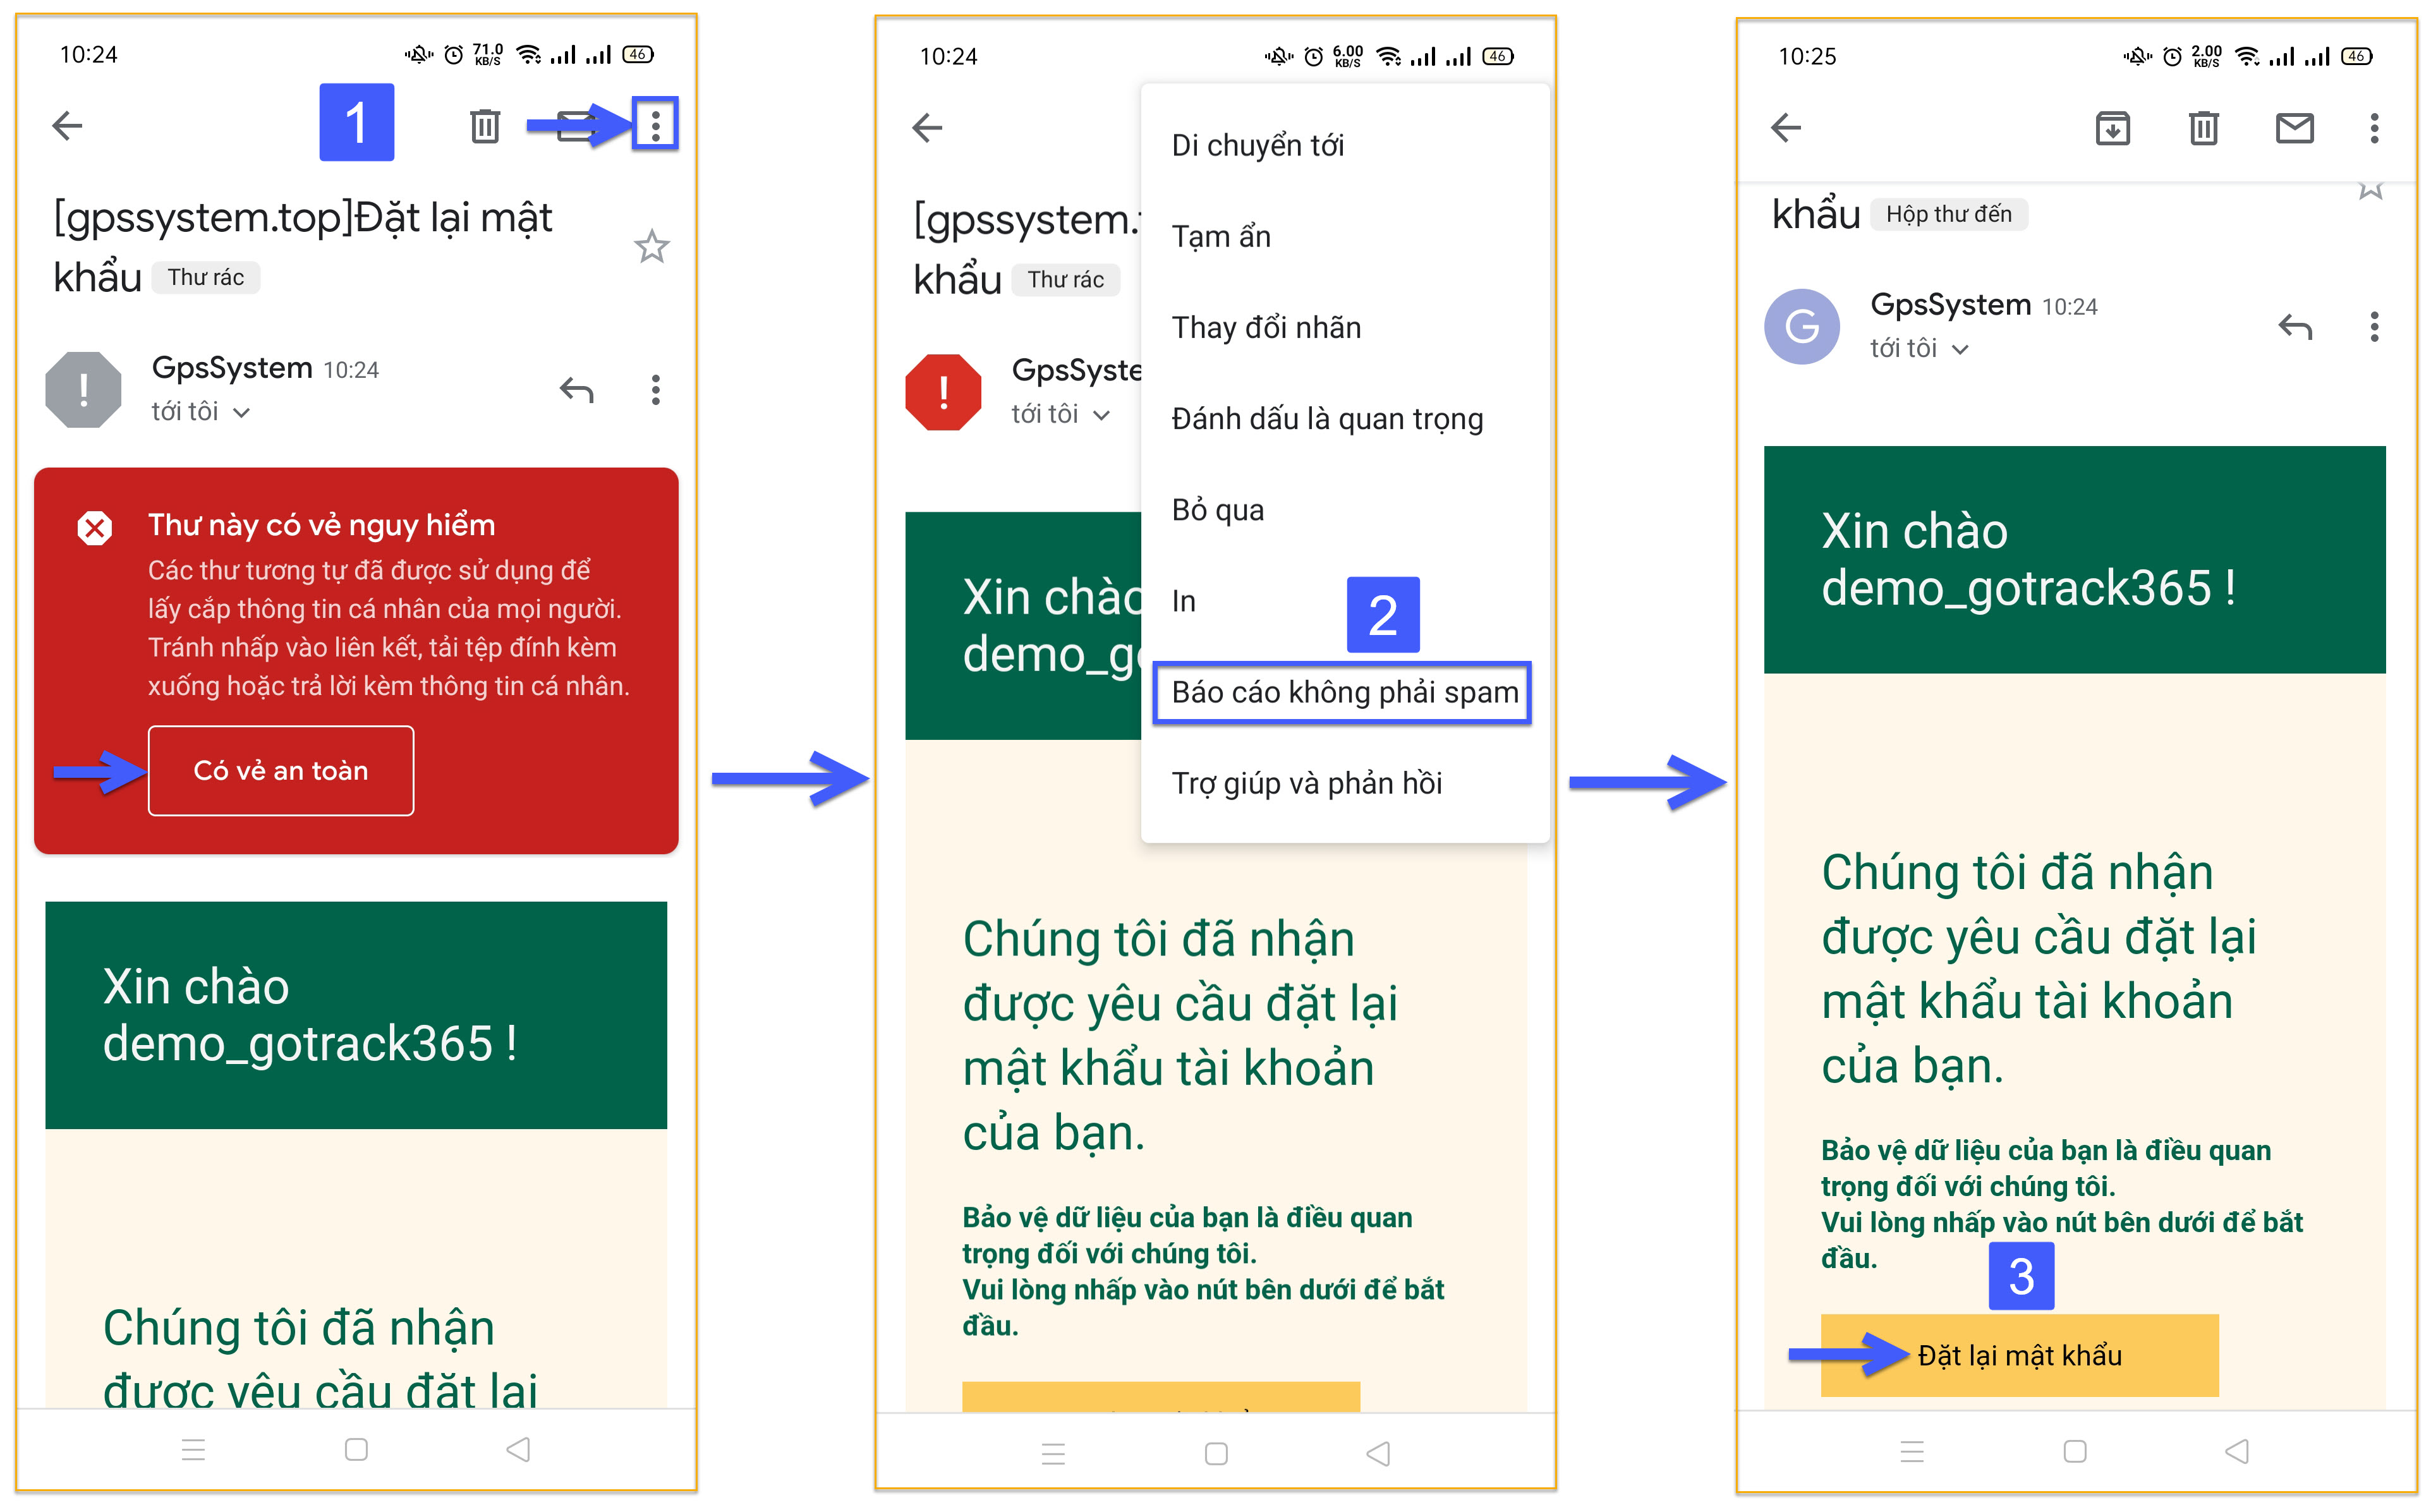 10:24
71.0
KB/S
46
1
[gpssystem.top]Đặt lại mật
khẩu Thư rác
GpsSystem 10:24
tới tôi
Thư này có vẻ nguy hiểm
Các thư tương tự đã được sử dụng để
lấy cắp thông tin cá nhân của mọi người.
Tránh nhấp vào liên kết, tải tệp đính kèm
xuống hoặc trả lời kèm thông tin cá nhân.
Có vẻ an toàn
Xin chào
demo_gotrack365 !
Chúng tôi đã nhận
được yêu cầu đặt lại
10:24
6.00
KB/S
46
[gpssystem.
khẩu Thư rác
GpsSyste
tới tôi
Di chuyển tới
Tạm ẩn
Thay đổi nhãn
Đánh dấu là quan trọng
Bỏ qua
In
2
Báo cáo không phải spam
Trợ giúp và phản hồi
Xin chào
demo_go
Chúng tôi đã nhận
được yêu cầu đặt lại
mật khẩu tài khoản
của bạn.
Bảo vệ dữ liệu của bạn là điều quan
trọng đối với chúng tôi.
Vui lòng nhấp vào nút bên dưới để bắt
đầu.
10:25
2.00
KB/S
46
khẩu Hộp thư đến
G
GpsSystem 10:24
tới tôi
Xin chào
demo_gotrack365 !
Chúng tôi đã nhận
được yêu cầu đặt lại
mật khẩu tài khoản
của bạn.
Bảo vệ dữ liệu của bạn là điều quan
trọng đối với chúng tôi.
Vui lòng nhấp vào nút bên dưới để bắt
đầu.
3
Đặt lại mật khẩu